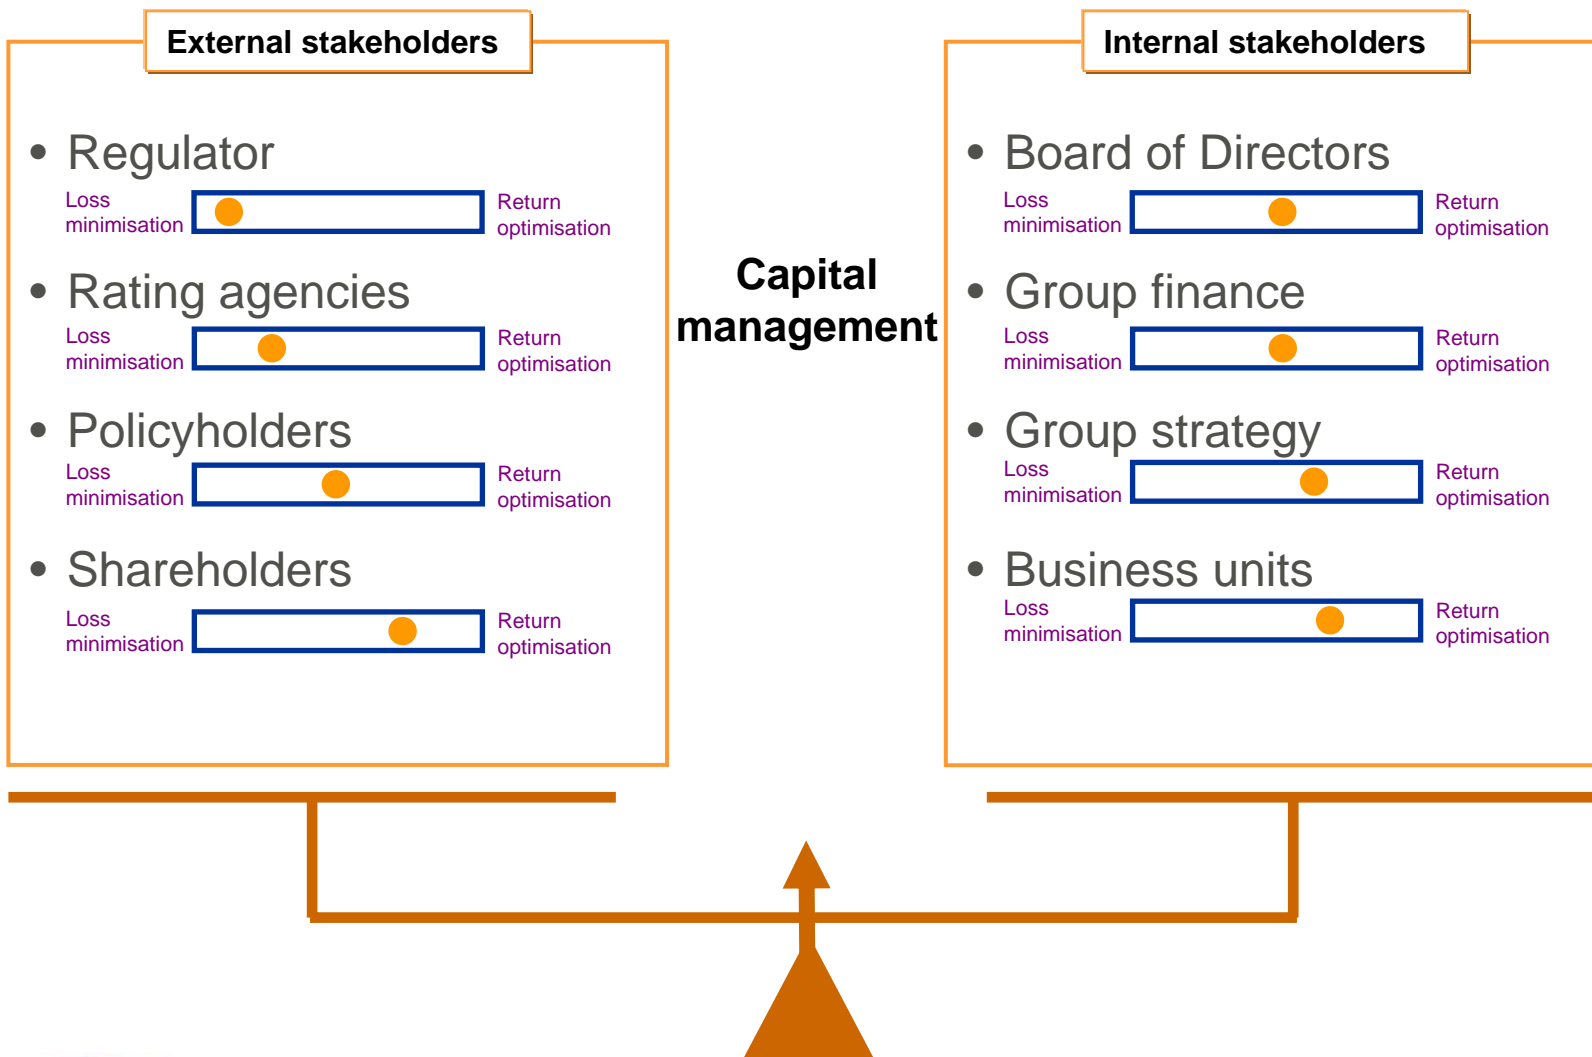 External stakeholders
• Regulator
Loss
minimisation
Return
optimisation
• Rating agencies
Loss
minimisation
Return
optimisation
• Policyholders
Loss
minimisation
Return
optimisation
• Shareholders
Loss
minimisation
Return
optimisation
Capital
management
Internal stakeholders
• Board of Directors
Loss
minimisation
Return
optimisation
• Group finance
Loss
minimisation
Return
optimisation
• Group strategy
Loss
minimisation
Return
optimisation
• Business units
Loss
minimisation
Return
optimisation